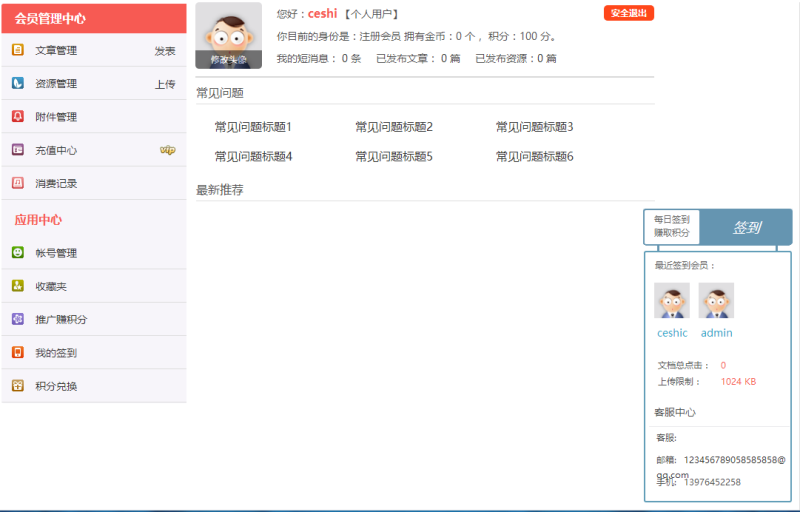 会员管理中心
文章管理 发表
资源管理 上传
附件管理
充值中心 vip
消费记录
应用中心
帐号管理
收藏夹
推广赚积分
我的签到
积分兑换
修改头像
您好：ceshi 【个人用户】
安全退出
你目前的身份是：注册会员 拥有金币：0 个 ，积分：100 分。
我的短消息： 0 条 已发布文章： 0 篇 已发布资源：0 篇
常见问题
常见问题标题1 常见问题标题2 常见问题标题3
常见问题标题4 常见问题标题5 常见问题标题6
最新推荐
每日签到
赚取积分
签到
最近签到会员：
ceshic admin
文档总点击： 0
上传限制： 1024 KB
客服中心
客服:
邮箱: 123456789058585858@
qq.com
手机: 13976452258